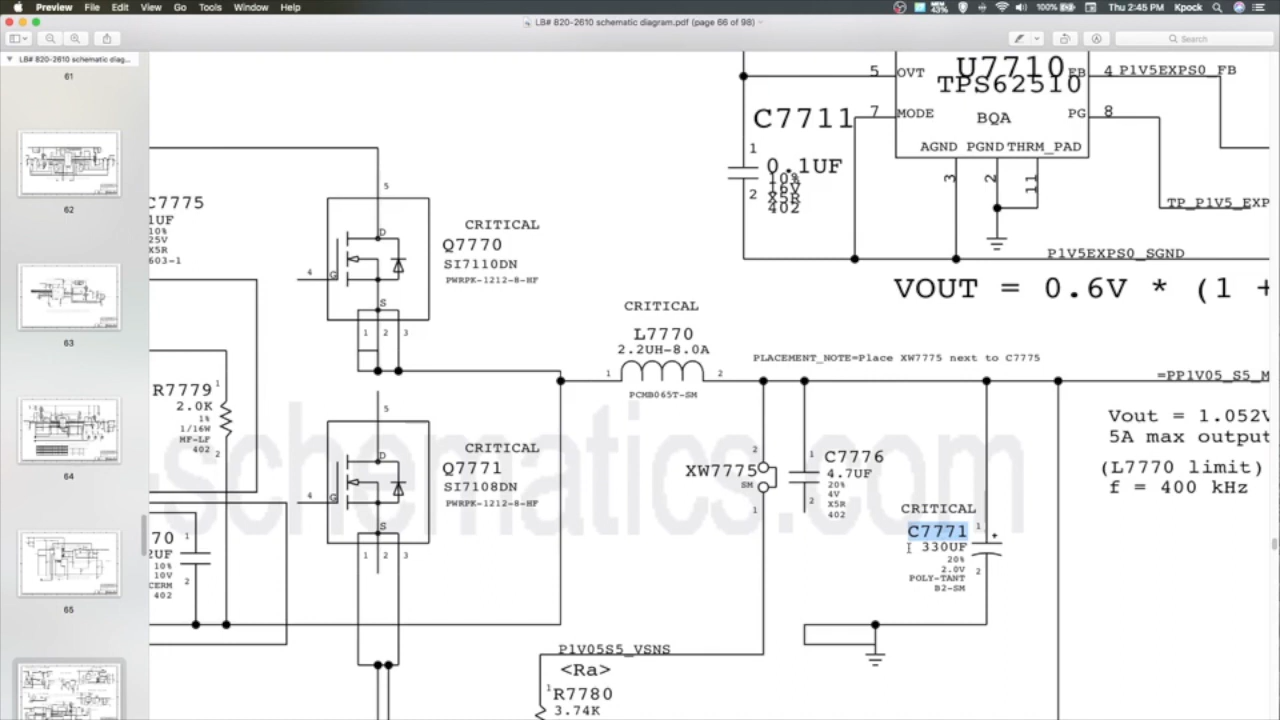 Preview File Edit View Go Tools Window Help
100% Thu 2:45 PM Kpock
LB# 820-2610 schematic diagram.pdf (page 66 of 98)
Search
LB# 820-2610 schematic diag...
61
62
63
64
65
5 OVT
U7710
TPS62510
FB 4 P1V5EXPS0_FB
7 MODE
BQA
PG 8
AGND PGND THRM_PAD
3 2 11
C7711
1
0.1UF
10%
16V
2 X5R
402
TP_P1V5_EXP
P1V5EXPS0_SGND
VOUT = 0.6V * (1 +
C7775
1UF
10%
25V
X5R
603-1
5
D
CRITICAL
Q7770
SI7110DN
PWRPK-1212-8-HF
4 G
S
1 2 3
CRITICAL
L7770
2.2UH-8.0A
1 2
PCMB065T-SM
PLACEMENT_NOTE=Place XW7775 next to C7775
=PP1V05_S5_M
Vout = 1.052V
5A max output
(L7770 limit)
f = 400 kHz
R7779 1
2.0K
1%
1/16W
MF-LF
402 2
5
D
CRITICAL
Q7771
SI7108DN
PWRPK-1212-8-HF
4 G
S
1 2 3
70 1
2UF
10%
10V
CERM 2
402
2
XW7775
SM
1
1 C7776
4.7UF
20%
4V
2 X5R
402
CRITICAL
C7771 1
330UF +
20%
2.0V 2
POLY-TANT
B2-SM
-schematics.com
P1V05S5_VSNS
<Ra>
1 R7780
3.74K